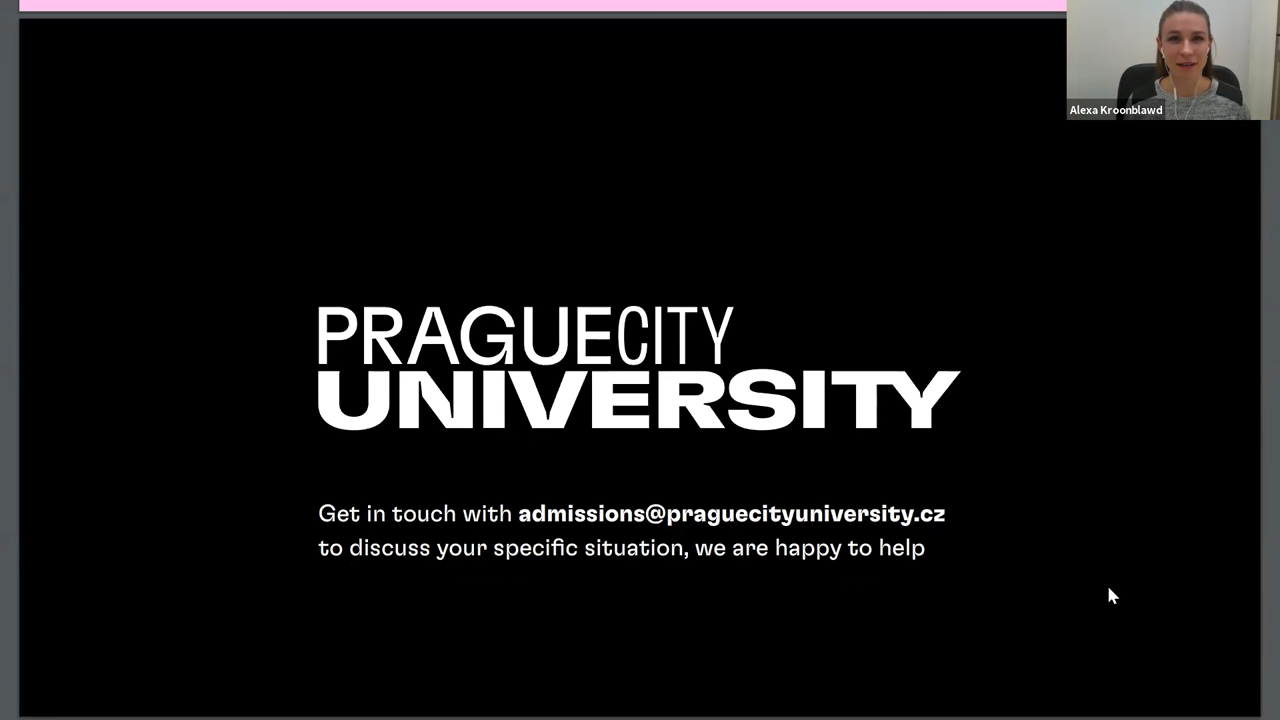 Alexa Kroonblawd
PRAGUECITY
UNIVERSITY
Get in touch with admissions@praguecityuniversity.cz
to discuss your specific situation, we are happy to help